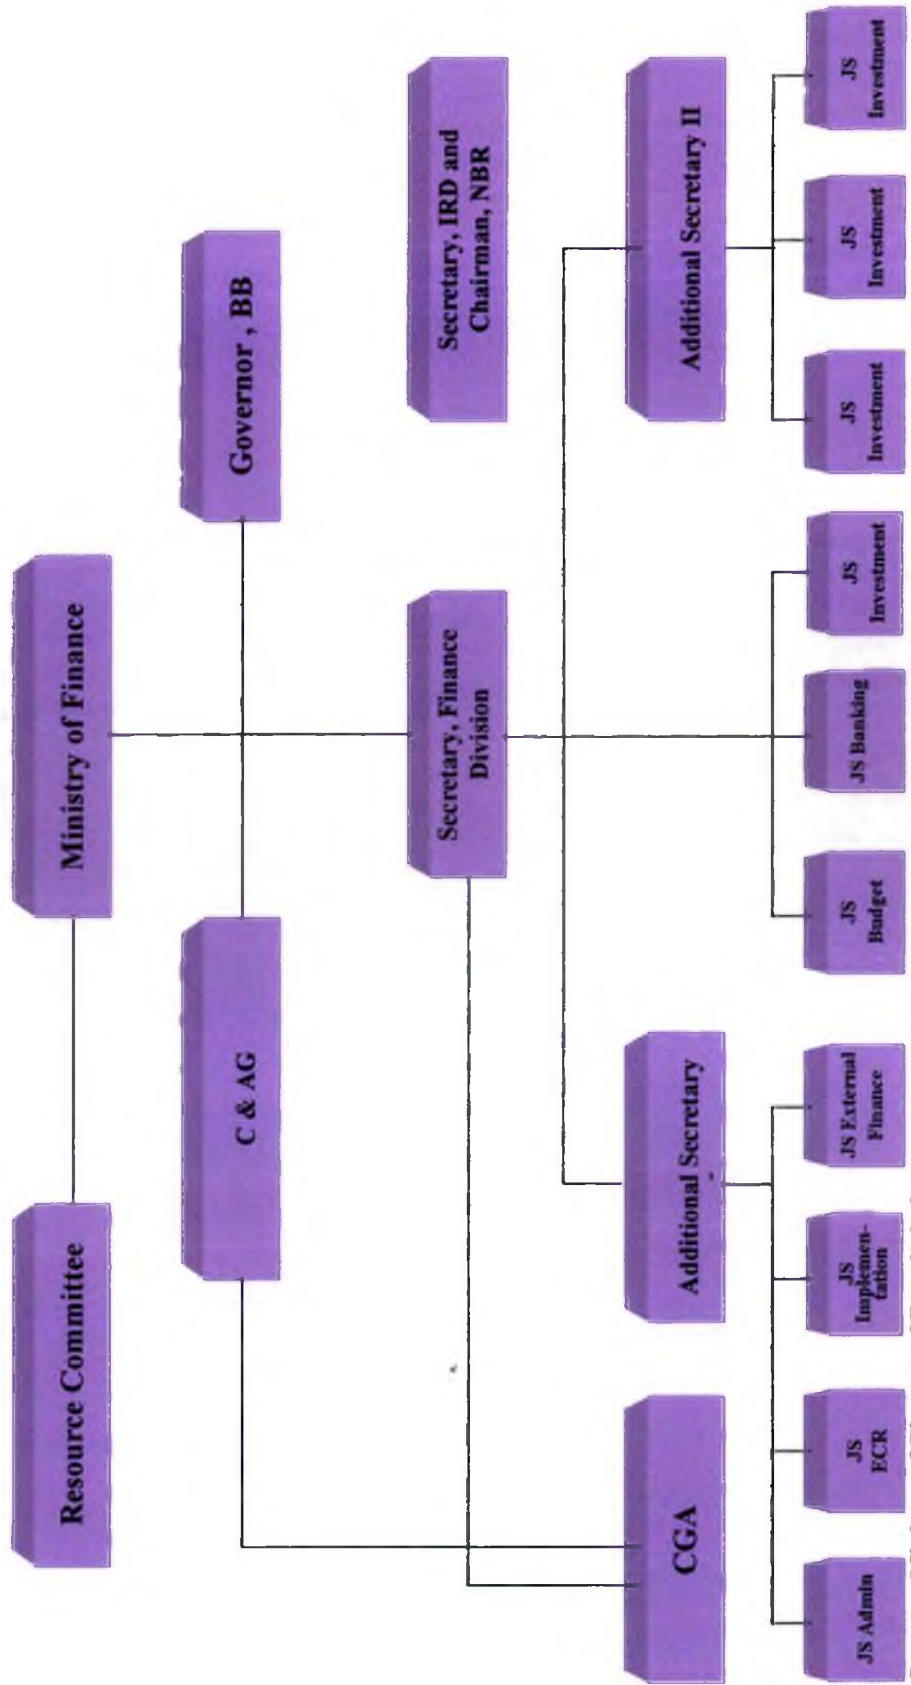 Resource Committee
Ministry of Finance
C & AG
Governor , BB
Secretary, Finance
Division
Secretary, IRD and
Chairman, NBR
CGA
Additional Secretary
Additional Secretary II
JS Admin
JS
ECR
JS
Implemen-
tation
JS External
Finance
JS
Budget
JS Banking
JS
Investment
JS
Investment
JS
Investment
JS
Investment